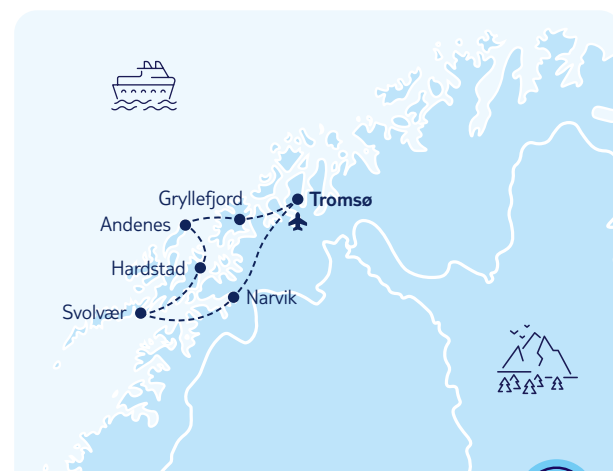 Gryllefjord
Tromsø
Andenes
Hardstad
Narvik
Svolvær